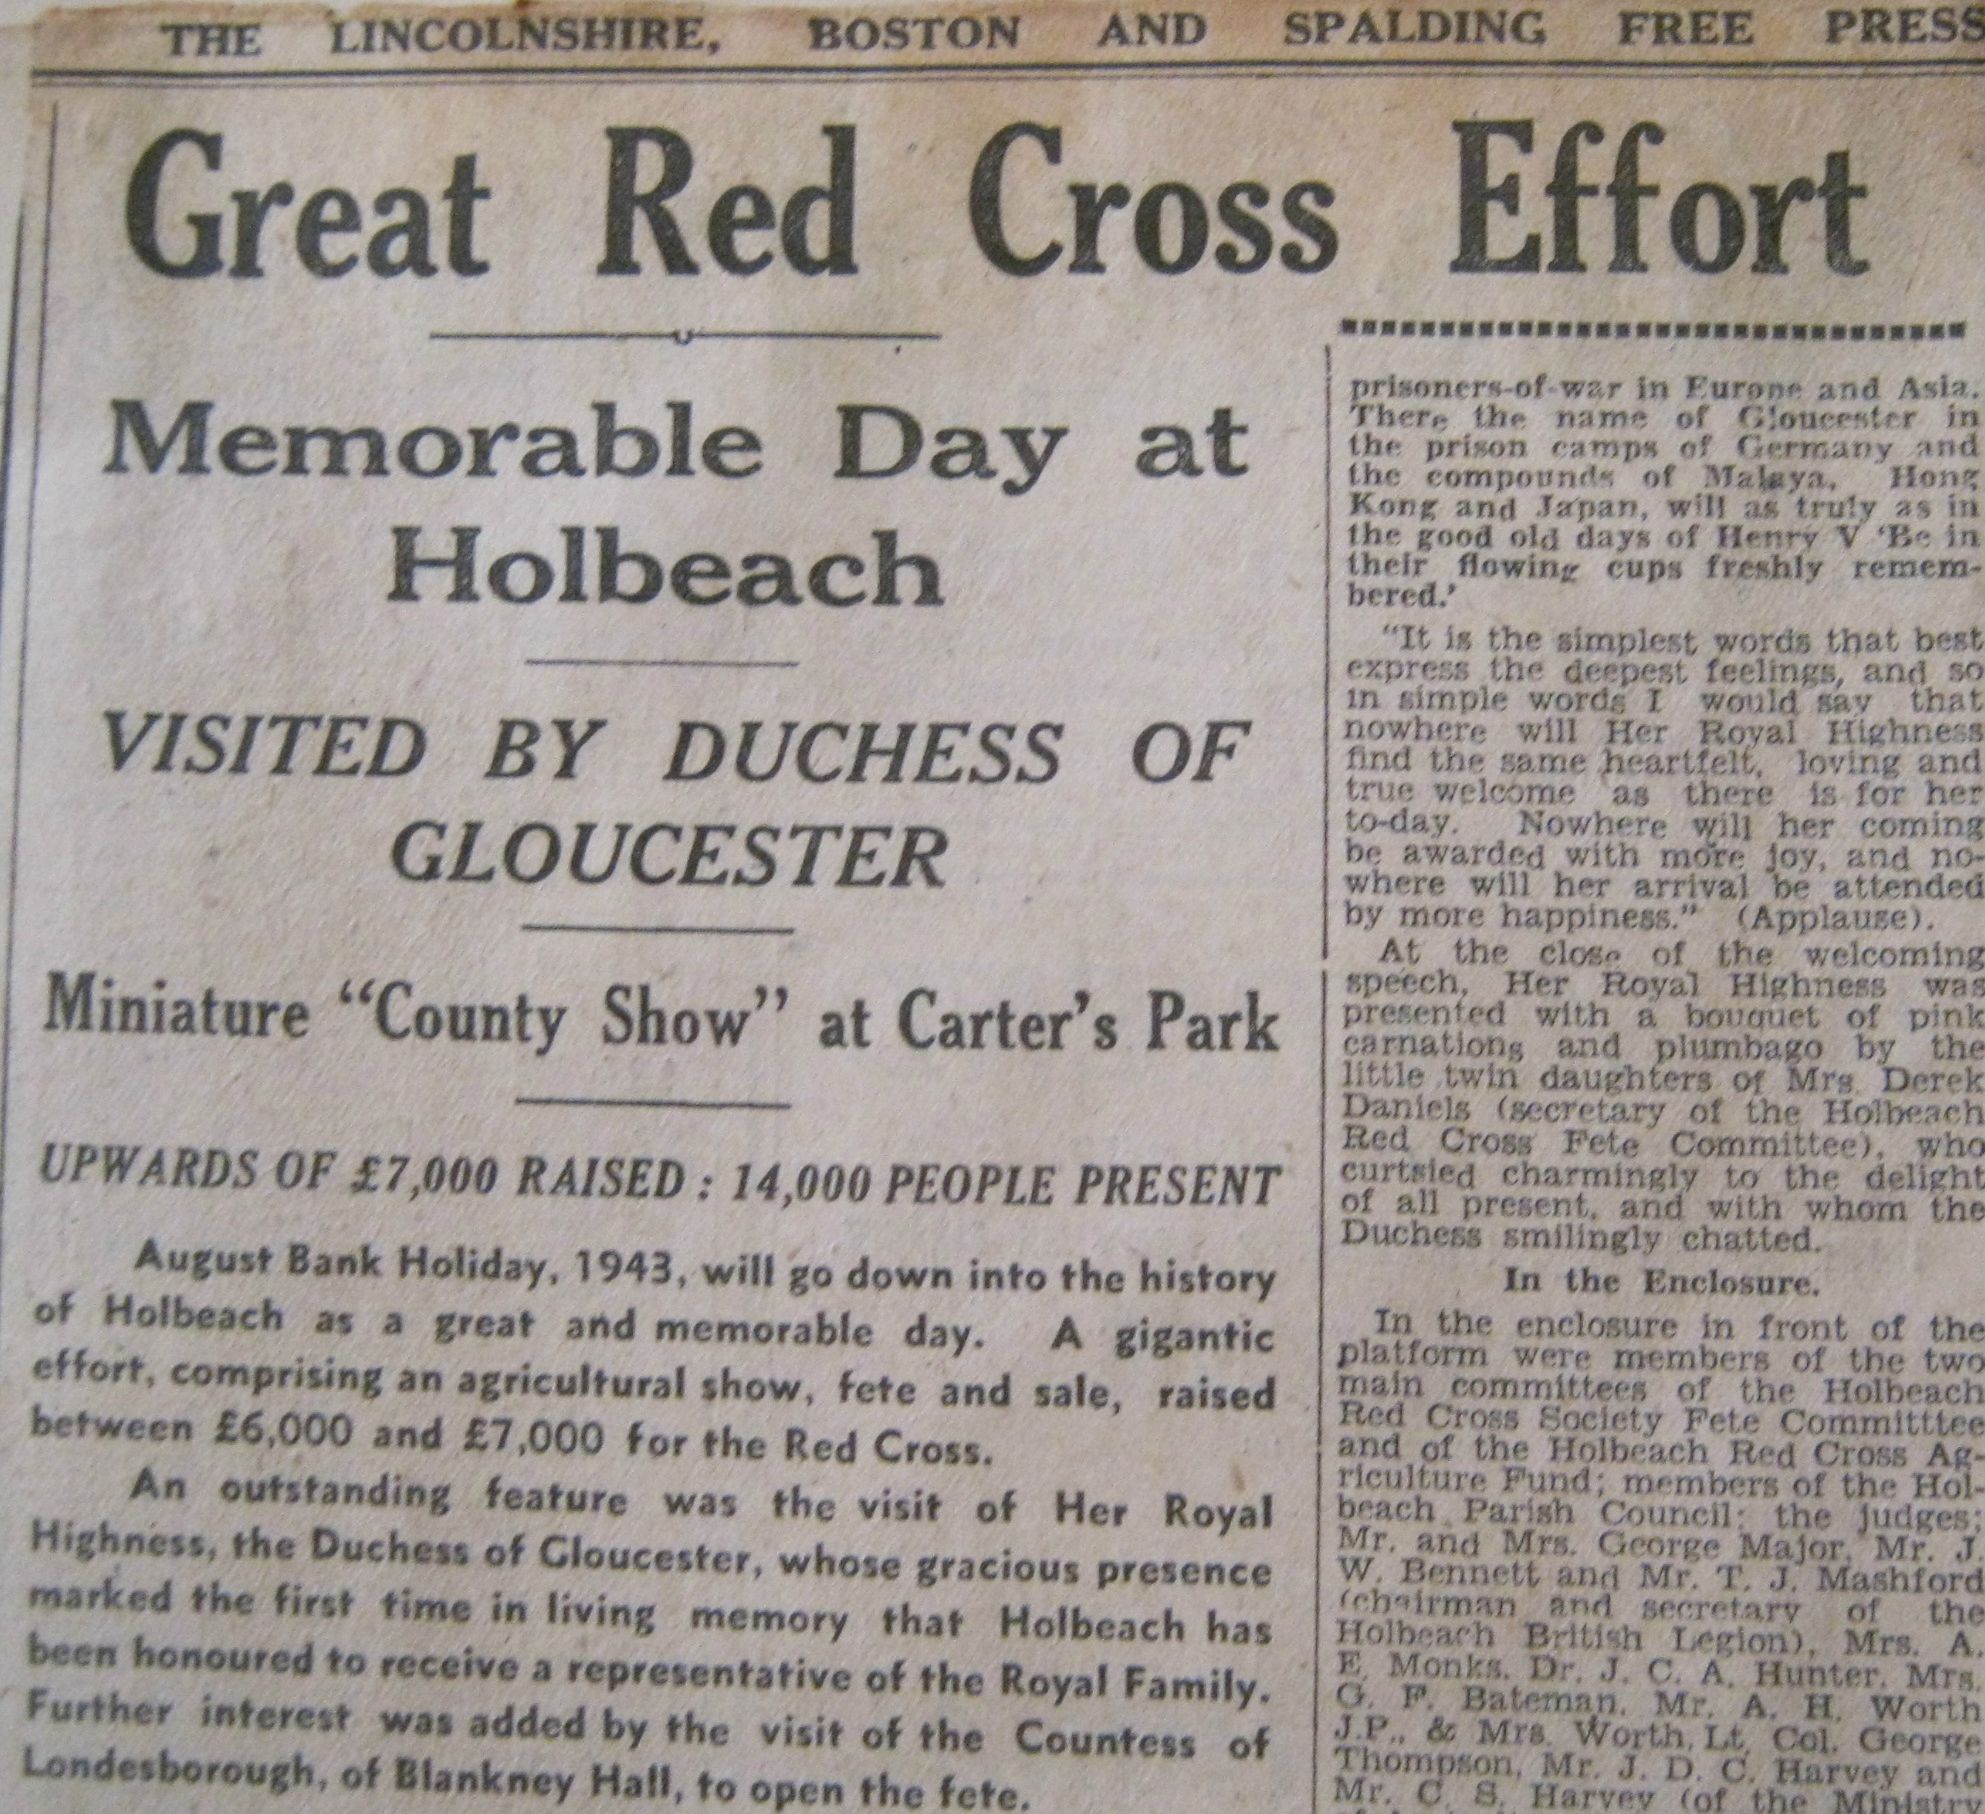 THE LINCOLNSHIRE, BOSTON AND SPALDING FREE PRESS
Great Red Cross Effort
Memorable Day at
Holbeach
VISITED BY DUCHESS OF
GLOUCESTER
Miniature “County Show” at Carter’s Park
UPWARDS OF £7,000 RAISED : 14,000 PEOPLE PRESENT
August Bank Holiday, 1943, will go down into the history
of Holbeach as a great and memorable day. A gigantic
effort, comprising an agricultural show, fete and sale, raised
between £6,000 and £7,000 for the Red Cross.
An outstanding feature was the visit of Her Royal
Highness, the Duchess of Gloucester, whose gracious presence
marked the first time in living memory that Holbeach has
been honoured to receive a representative of the Royal Family.
Further interest was added by the visit of the Countess of
Londesborough, of Blankney Hall, to open the fete.
prisoners-of-war in Europe and Asia.
There the name of Gloucester in
the prison camps of Germany and
the compounds of Malaya, Hong
Kong and Japan, will as truly as in
the good old days of Henry V ‘Be in
their flowing cups freshly remem-
bered.’
“It is the simplest words that best
express the deepest feelings, and so
in simple words I would say that
nowhere will Her Royal Highness
find the same heartfelt, loving and
true welcome as there is for her
to-day. Nowhere will her coming
be awarded with more joy, and no-
where will her arrival be attended
by more happiness.” (Applause).
At the close of the welcoming
speech, Her Royal Highness was
presented with a bouquet of pink
carnations and plumbago by the
little twin daughters of Mrs. Derek
Daniels (secretary of the Holbeach
Red Cross Fete Committee), who
curtsied charmingly to the delight
of all present, and with whom the
Duchess smilingly chatted.
In the Enclosure.
In the enclosure in front of the
platform were members of the two
main committees of the Holbeach
Red Cross Society Fete Committtee
and of the Holbeach Red Cross Ag-
riculture Fund; members of the Hol-
beach Parish Council; the judges;
Mr. and Mrs. George Major, Mr. J.
W. Bennett and Mr. T. J. Mashford
(chairman and secretary of the
Holbeach British Legion), Mrs. A.
E. Monks, Dr. J. C. A. Hunter, Mrs.
G. F. Bateman, Mr. A. H. Worth
J.P., & Mrs. Worth, Lt. Col. George
Thompson, Mr. J. D. C. Harvey and
Mr. C. S. Harvey (of the Ministry